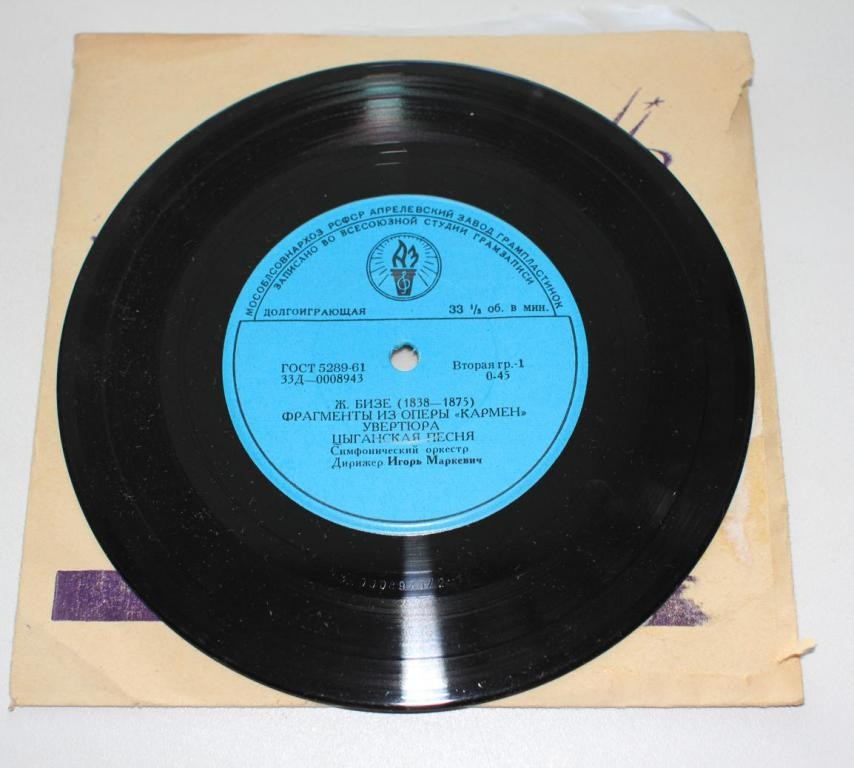 МОСОБЛСОВНАРХОЗ РСФСР АПРЕЛЕВСКИЙ ЗАВОД ГРАМПЛАСТИНОК
ЗАПИСАНО ВО ВСЕСОЮЗНОЙ СТУДИИ ГРАМЗАПИСИ
АЗ
ДОЛГОИГРАЮЩАЯ 33 ⅓ об. в мин.
ГОСТ 5289-61 Вторая гр.-1
33Д—0008943 0-45
Ж. БИЗЕ (1838—1875)
ФРАГМЕНТЫ ИЗ ОПЕРЫ «КАРМЕН»
УВЕРТЮРА
ЦЫГАНСКАЯ ПЕСНЯ
Симфонический оркестр
Дирижер Игорь Маркевич